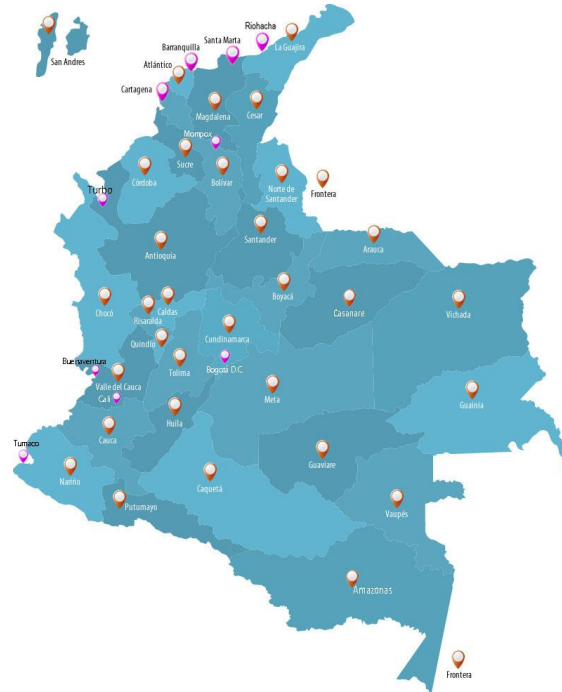 Riohacha
Santa Marta
La Guajira
Barranquilla
San Andres
Atlántico
Cartagena
Magdalena
Cesar
Mompox
Sucre
Córdoba
Bolívar
Norte de
Santander
Frontera
Turbo
Santander
Arauca
Antioquia
Boyacá
Chocó
Risaralda
Caldas
Casanare
Vichada
Cundinamarca
Quindío
Buenaventura
Tolima
Bogotá D.C.
Valle del Cauca
Cali
Meta
Guainía
Huila
Cauca
Tumaco
Guaviare
Nariño
Caquetá
Putumayo
Vaupés
Amazonas
Frontera